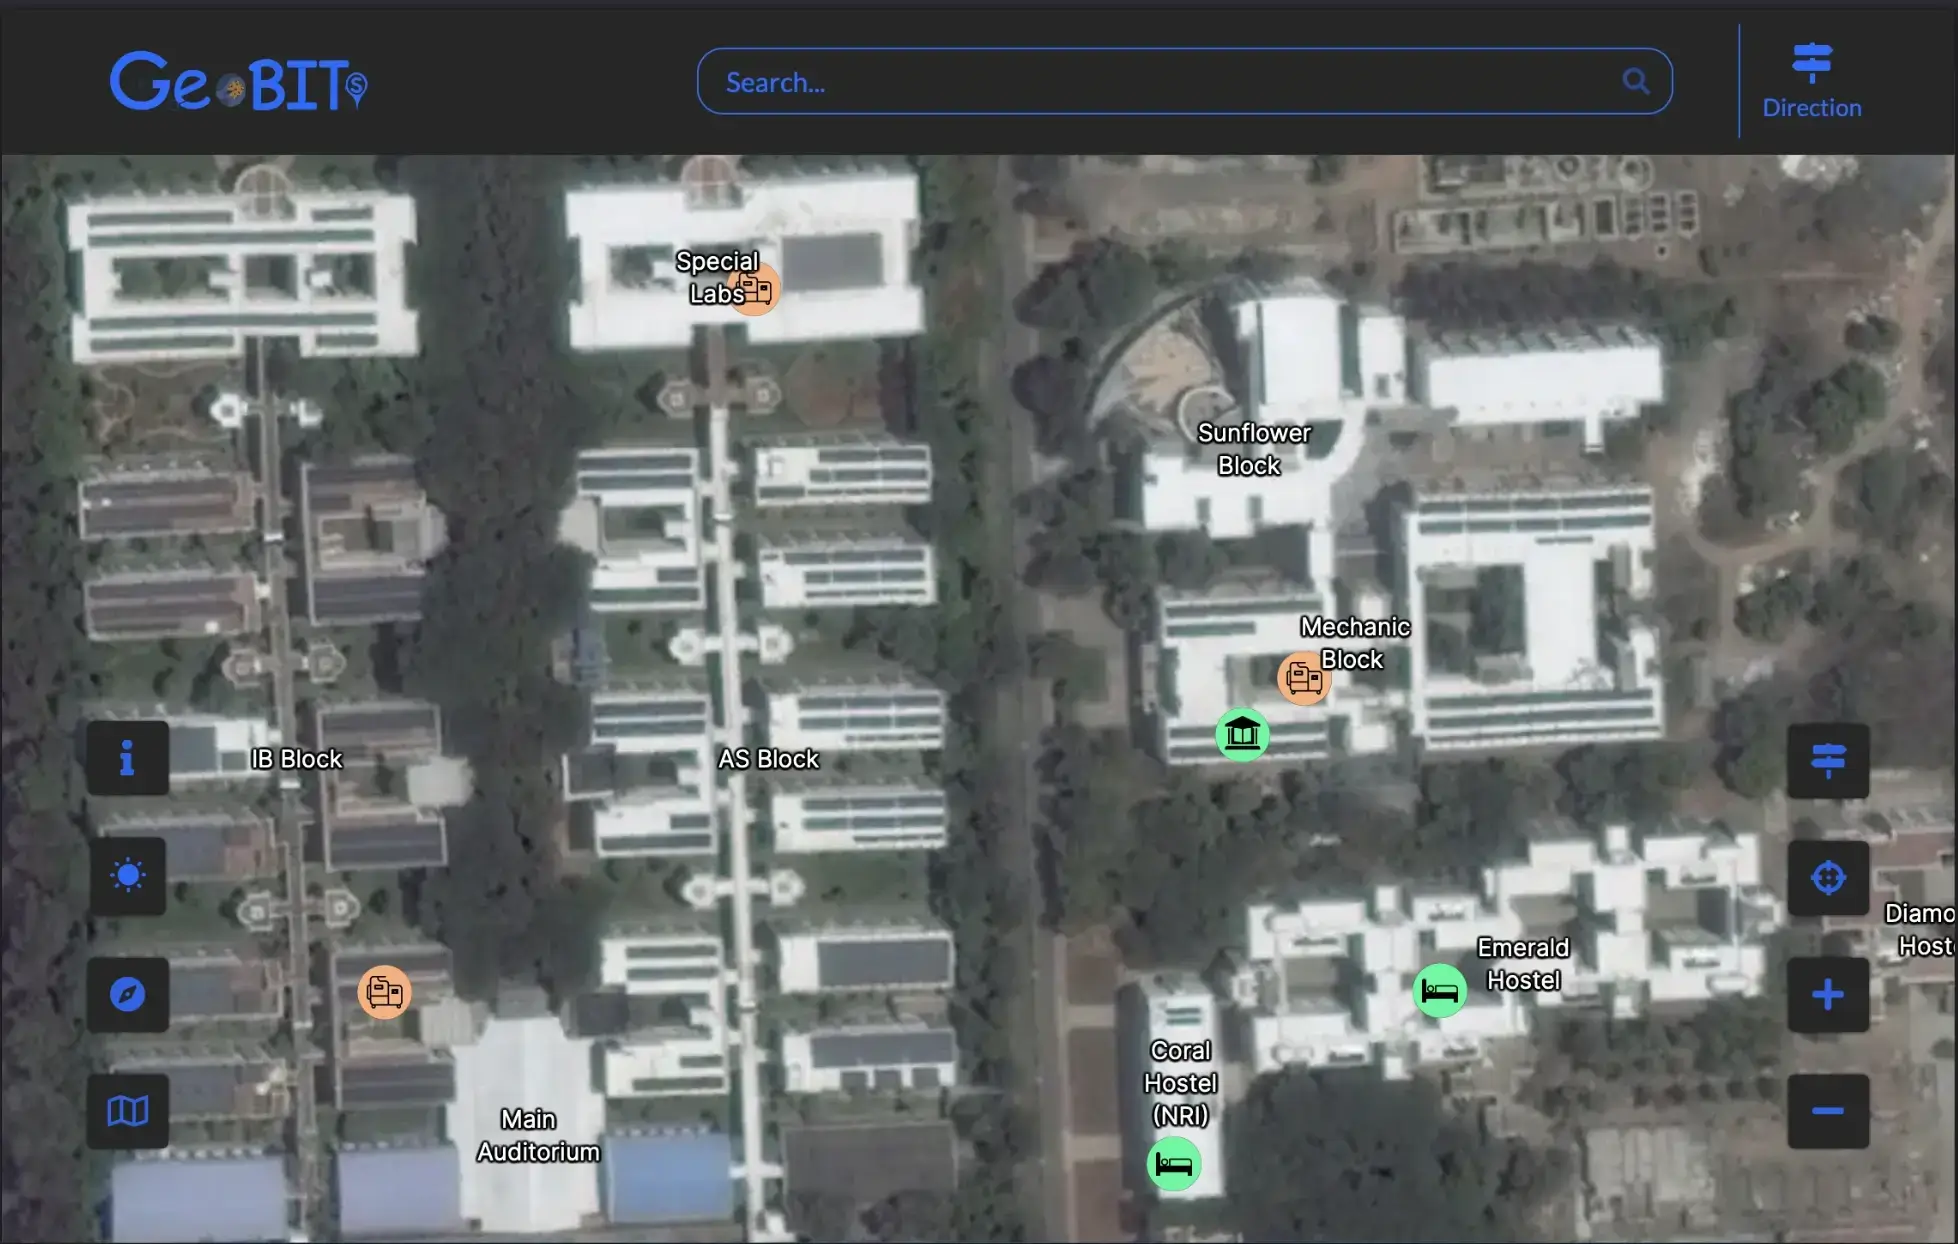 GeoBITS
Search...
Direction
Special
Labs
Sunflower
Block
Mechanic
Block
IB Block
AS Block
Emerald
Hostel
Diamo
Host
Coral
Hostel
(NRI)
Main
Auditorium